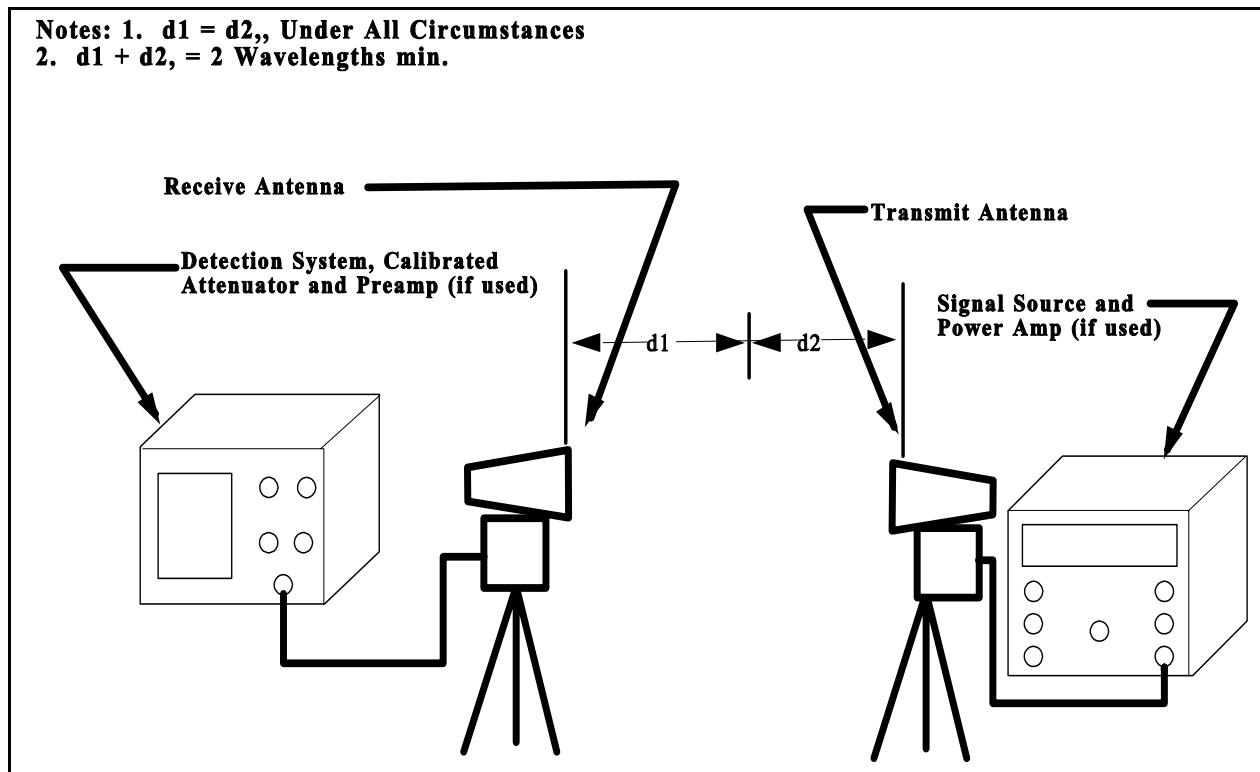 Notes: 1. d1 = d2,, Under All Circumstances
2. d1 + d2, = 2 Wavelengths min.
Receive Antenna
Transmit Antenna
Detection System, Calibrated
Attenuator and Preamp (if used)
Signal Source and
Power Amp (if used)
d1
d2